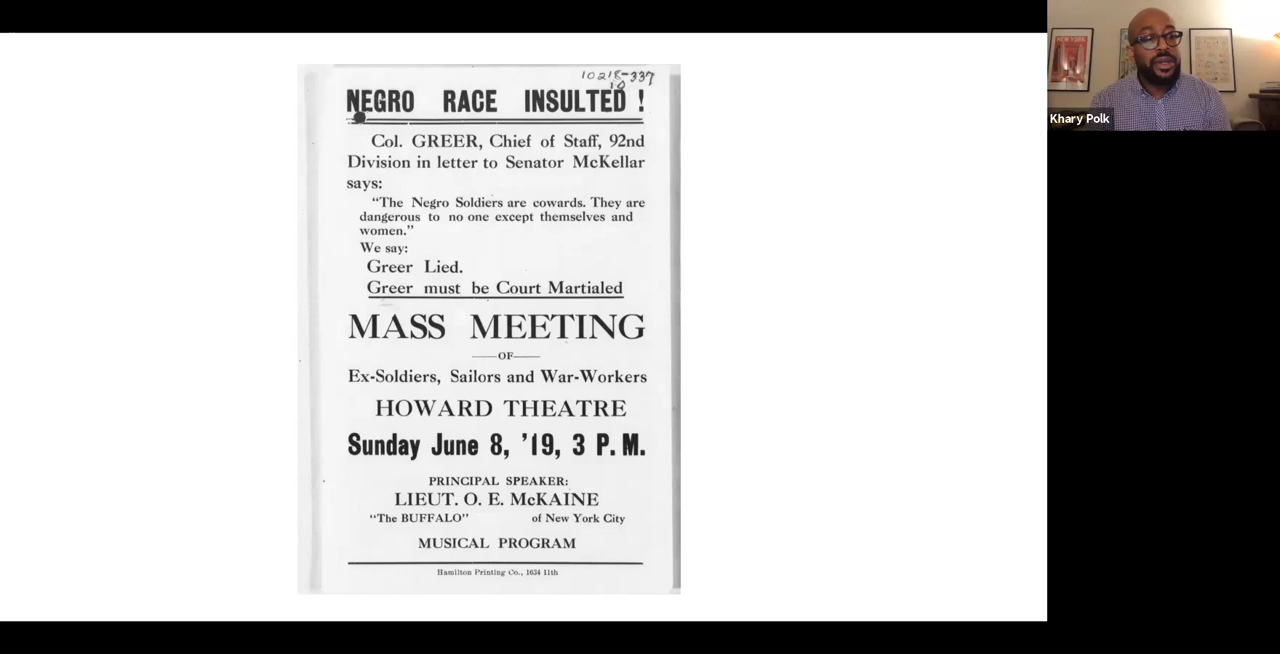 10218-337
10
NEGRO RACE INSULTED !
Col. GREER, Chief of Staff, 92nd
Division in letter to Senator McKellar
says:
"The Negro Soldiers are cowards. They are
dangerous to no one except themselves and
women."
We say:
Greer Lied.
Greer must be Court Martialed
MASS MEETING
OF
Ex-Soldiers, Sailors and War-Workers
HOWARD THEATRE
Sunday June 8, '19, 3 P. M.
PRINCIPAL SPEAKER:
LIEUT. O. E. McKAINE
"The BUFFALO" of New York City
MUSICAL PROGRAM
Hamilton Printing Co., 1634 11th
NEW YORK
Khary Polk